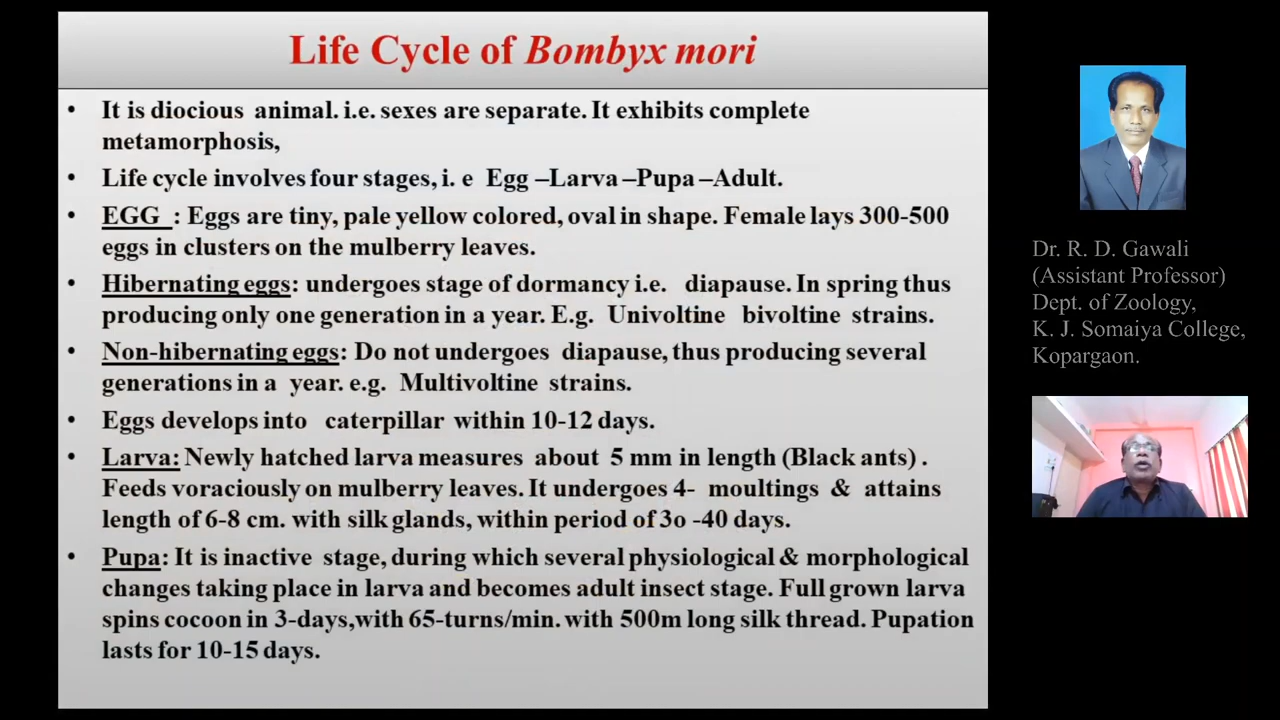 Life Cycle of Bombyx mori
• It is diocious animal. i.e. sexes are separate. It exhibits complete
metamorphosis,
• Life cycle involves four stages, i. e Egg –Larva –Pupa –Adult.
• EGG : Eggs are tiny, pale yellow colored, oval in shape. Female lays 300-500
eggs in clusters on the mulberry leaves.
• Hibernating eggs: undergoes stage of dormancy i.e. diapause. In spring thus
producing only one generation in a year. E.g. Univoltine bivoltine strains.
• Non-hibernating eggs: Do not undergoes diapause, thus producing several
generations in a year. e.g. Multivoltine strains.
• Eggs develops into caterpillar within 10-12 days.
• Larva: Newly hatched larva measures about 5 mm in length (Black ants) .
Feeds voraciously on mulberry leaves. It undergoes 4- moultings & attains
length of 6-8 cm. with silk glands, within period of 3o -40 days.
• Pupa: It is inactive stage, during which several physiological & morphological
changes taking place in larva and becomes adult insect stage. Full grown larva
spins cocoon in 3-days,with 65-turns/min. with 500m long silk thread. Pupation
lasts for 10-15 days.
Dr. R. D. Gawali
(Assistant Professor)
Dept. of Zoology,
K. J. Somaiya College,
Kopargaon.